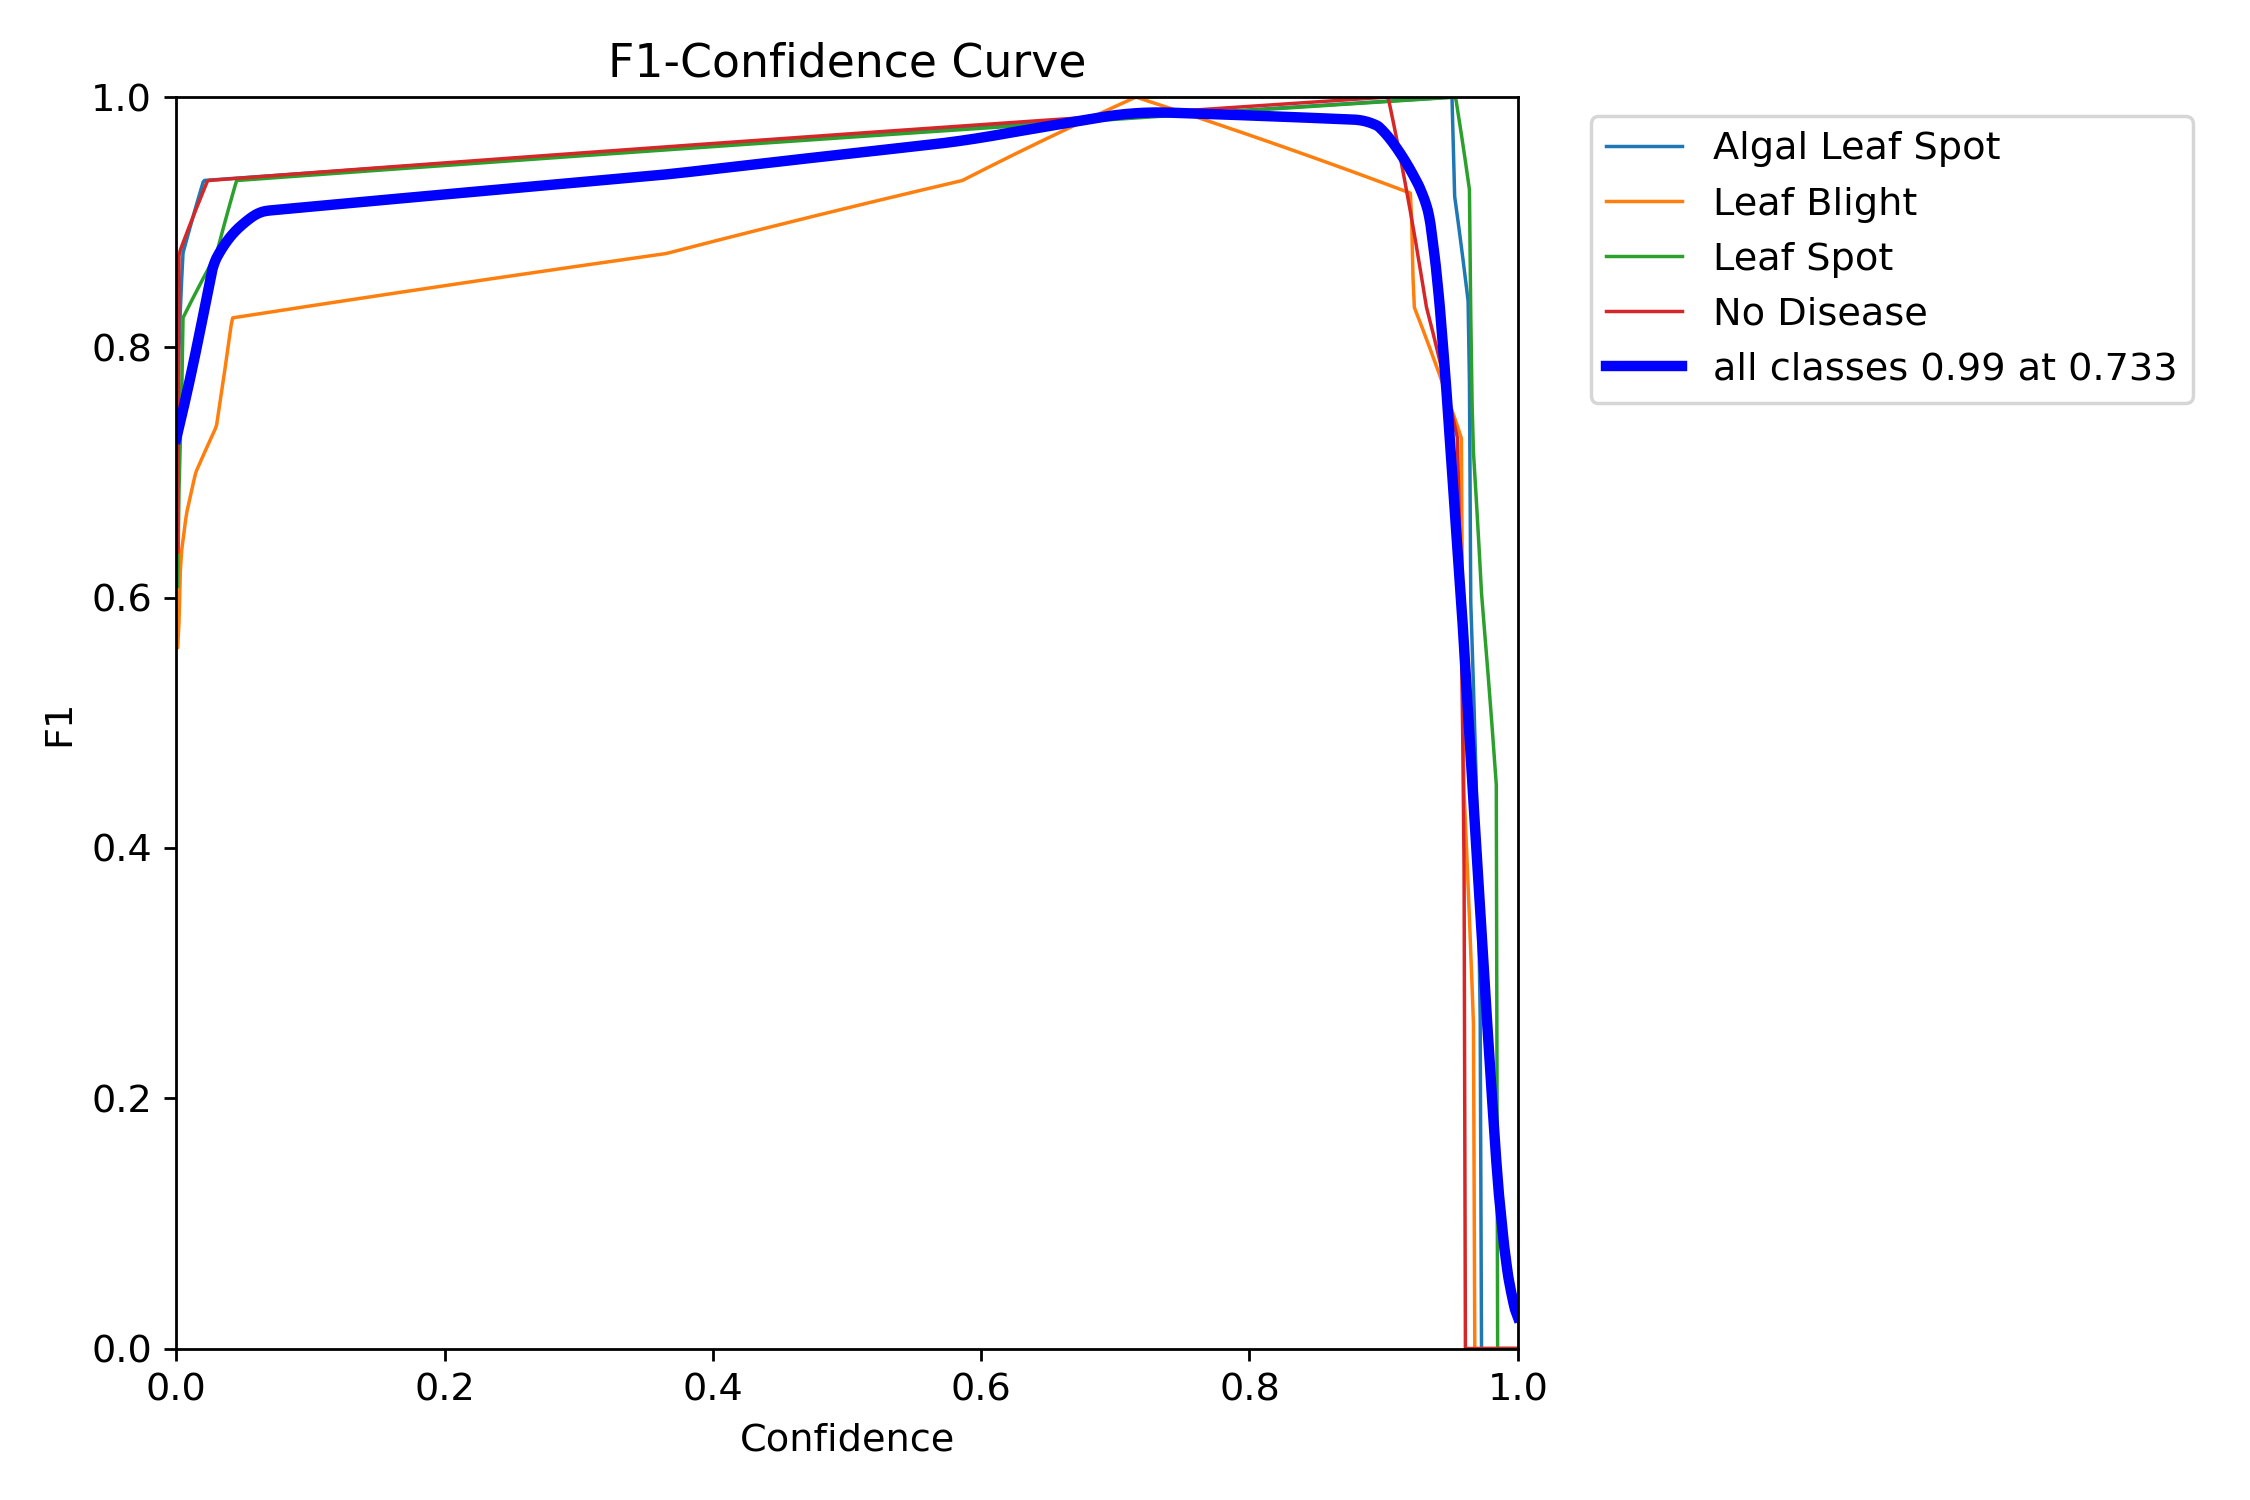 F1-Confidence Curve
1.0
0.8
0.6
0.4
0.2
0.0
F1
0.0 0.2 0.4 0.6 0.8 1.0
Confidence
Algal Leaf Spot
Leaf Blight
Leaf Spot
No Disease
all classes 0.99 at 0.733